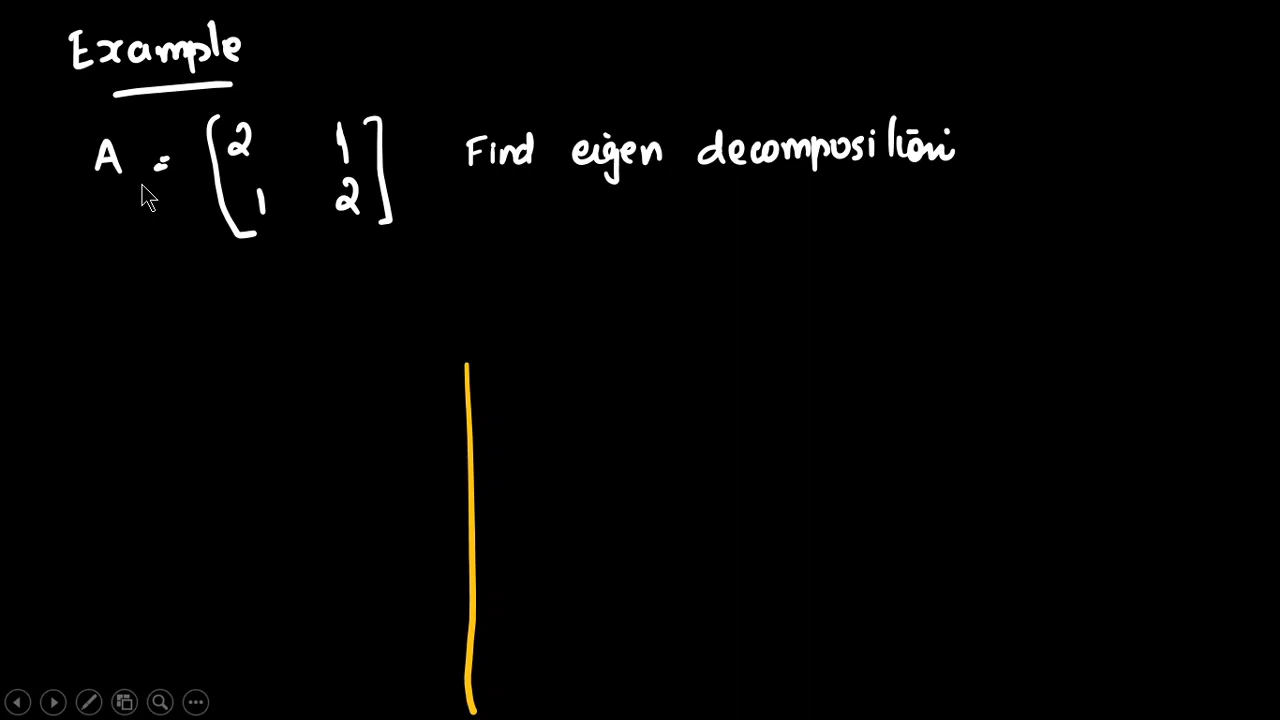 Example
A = [2 1
1 2] Find eigen decomposition